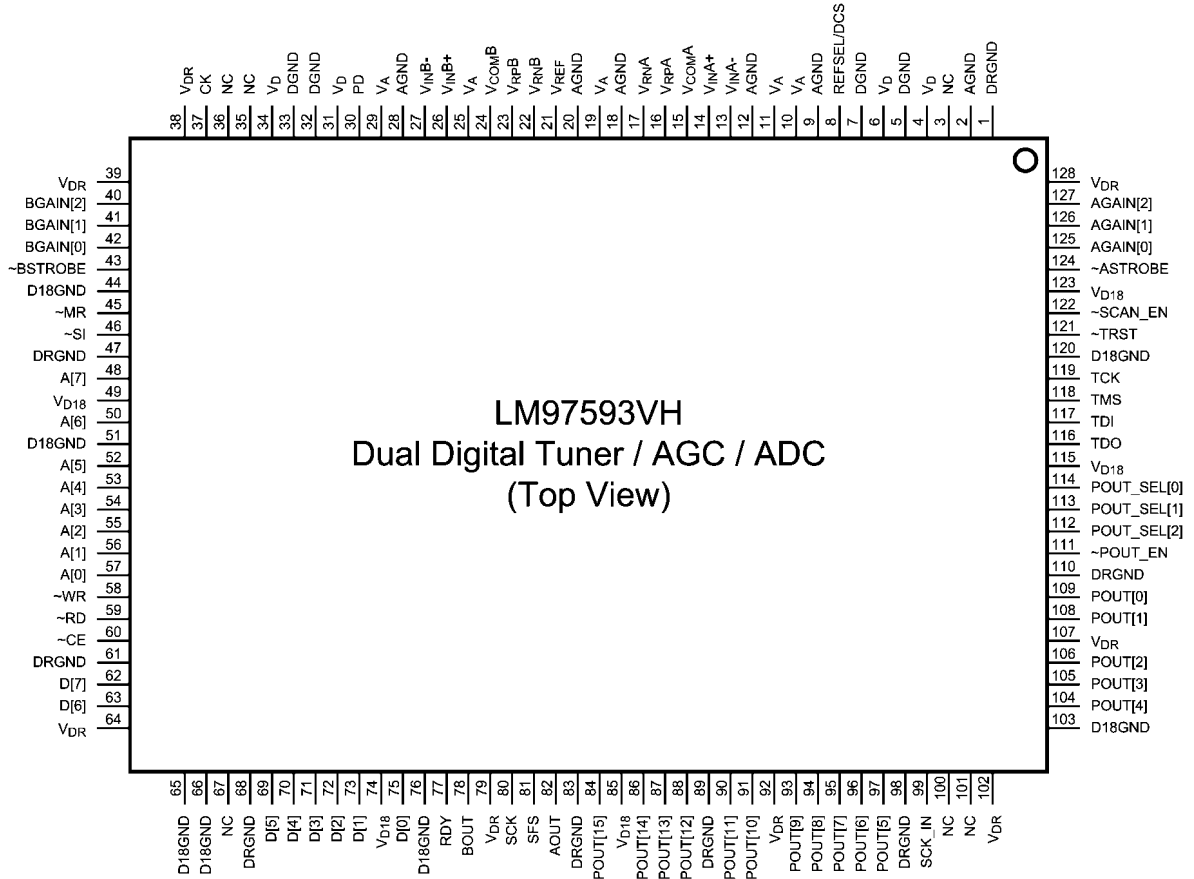 38 VDR
37 CK
36 NC
35 NC
34 VD
33 DGND
32 DGND
31 VD
30 PD
29 VA
28 AGND
27 VINB-
26 VINB+
25 VA
24 VCOMB
23 VRPB
22 VRNB
21 VREF
20 AGND
19 VA
18 AGND
17 VRNA
16 VRPA
15 VCOMA
14 VINA+
13 VINA-
12 AGND
11 VA
10 VA
9 AGND
8 REFSEL/DCS
7 DGND
6 VD
5 DGND
4 VD
3 NC
2 AGND
1 DRGND
VDR 39
BGAIN[2] 40
BGAIN[1] 41
BGAIN[0] 42
~BSTROBE 43
D18GND 44
~MR 45
~SI 46
DRGND 47
A[7] 48
VD18 49
A[6] 50
D18GND 51
A[5] 52
A[4] 53
A[3] 54
A[2] 55
A[1] 56
A[0] 57
~WR 58
~RD 59
~CE 60
DRGND 61
D[7] 62
D[6] 63
VDR 64
LM97593VH
Dual Digital Tuner / AGC / ADC
(Top View)
128 VDR
127 AGAIN[2]
126 AGAIN[1]
125 AGAIN[0]
124 ~ASTROBE
123 VD18
122 ~SCAN_EN
121 ~TRST
120 D18GND
119 TCK
118 TMS
117 TDI
116 TDO
115 VD18
114 POUT_SEL[0]
113 POUT_SEL[1]
112 POUT_SEL[2]
111 ~POUT_EN
110 DRGND
109 POUT[0]
108 POUT[1]
107 VDR
106 POUT[2]
105 POUT[3]
104 POUT[4]
103 D18GND
65 D18GND
66 D18GND
67 NC
68 DRGND
69 D[5]
70 D[4]
71 D[3]
72 D[2]
73 D[1]
74 VD18
75 D[0]
76 D18GND
77 RDY
78 BOUT
79 VDR
80 SCK
81 SFS
82 AOUT
83 DRGND
84 POUT[15]
85 VD18
86 POUT[14]
87 POUT[13]
88 POUT[12]
89 DRGND
90 POUT[11]
91 POUT[10]
92 VDR
93 POUT[9]
94 POUT[8]
95 POUT[7]
96 POUT[6]
97 POUT[5]
98 DRGND
99 SCK_IN
100 NC
101 NC
102 VDR